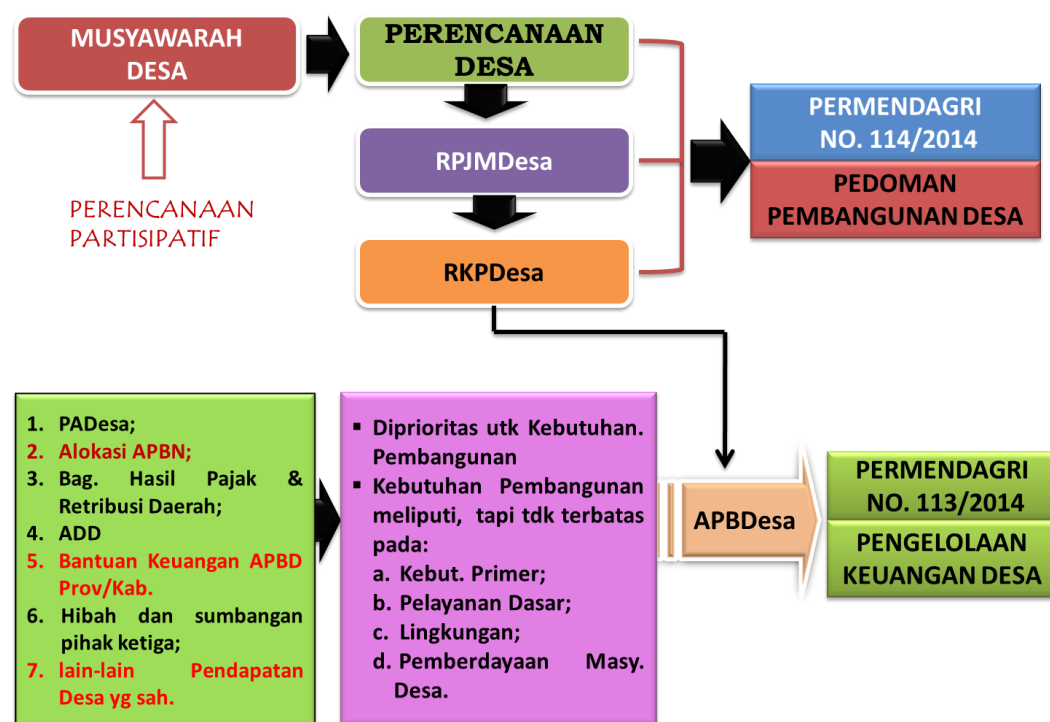 MUSYAWARAH
DESA
PERENCANAAN
PARTISIPATIF
PERENCANAAN
DESA
RPJMDesa
RKPDesa
PERMENDAGRI
NO. 114/2014
PEDOMAN
PEMBANGUNAN DESA
1. PADesa;
2. Alokasi APBN;
3. Bag. Hasil Pajak &
Retribusi Daerah;
4. ADD
5. Bantuan Keuangan APBD
Prov/Kab.
6. Hibah dan sumbangan
pihak ketiga;
7. lain-lain Pendapatan
Desa yg sah.
▪ Diprioritas utk Kebutuhan.
Pembangunan
▪ Kebutuhan Pembangunan
meliputi, tapi tdk terbatas
pada:
a. Kebut. Primer;
b. Pelayanan Dasar;
c. Lingkungan;
d. Pemberdayaan Masy.
Desa.
APBDesa
PERMENDAGRI
NO. 113/2014
PENGELOLAAN
KEUANGAN DESA